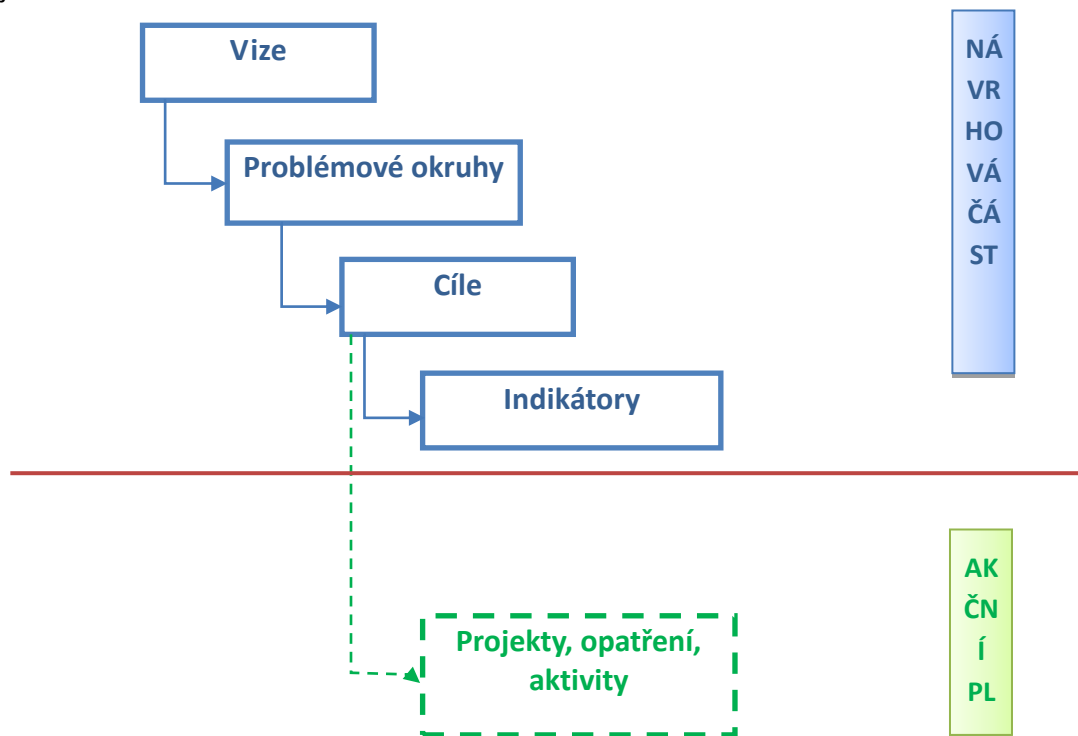 Vize
Problémové okruhy
Cíle
Indikátory
NÁ
VR
HO
VÁ
ČÁ
ST
Projekty, opatření,
aktivity
AK
ČN
Í
PL